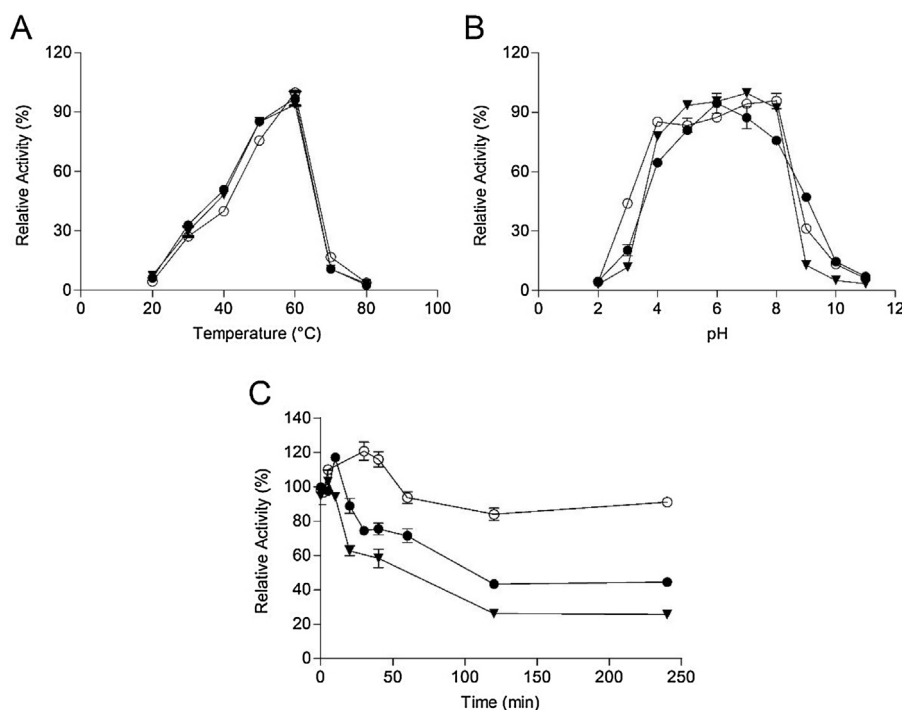 A
120
90
60
30
0
Relative Activity (%)
0 20 40 60 80 100
Temperature (°C)
B
120
90
60
30
0
Relative Activity (%)
0 2 4 6 8 10 12
pH
C
140
120
100
80
60
40
20
0
Relative Activity (%)
0 50 100 150 200 250
Time (min)